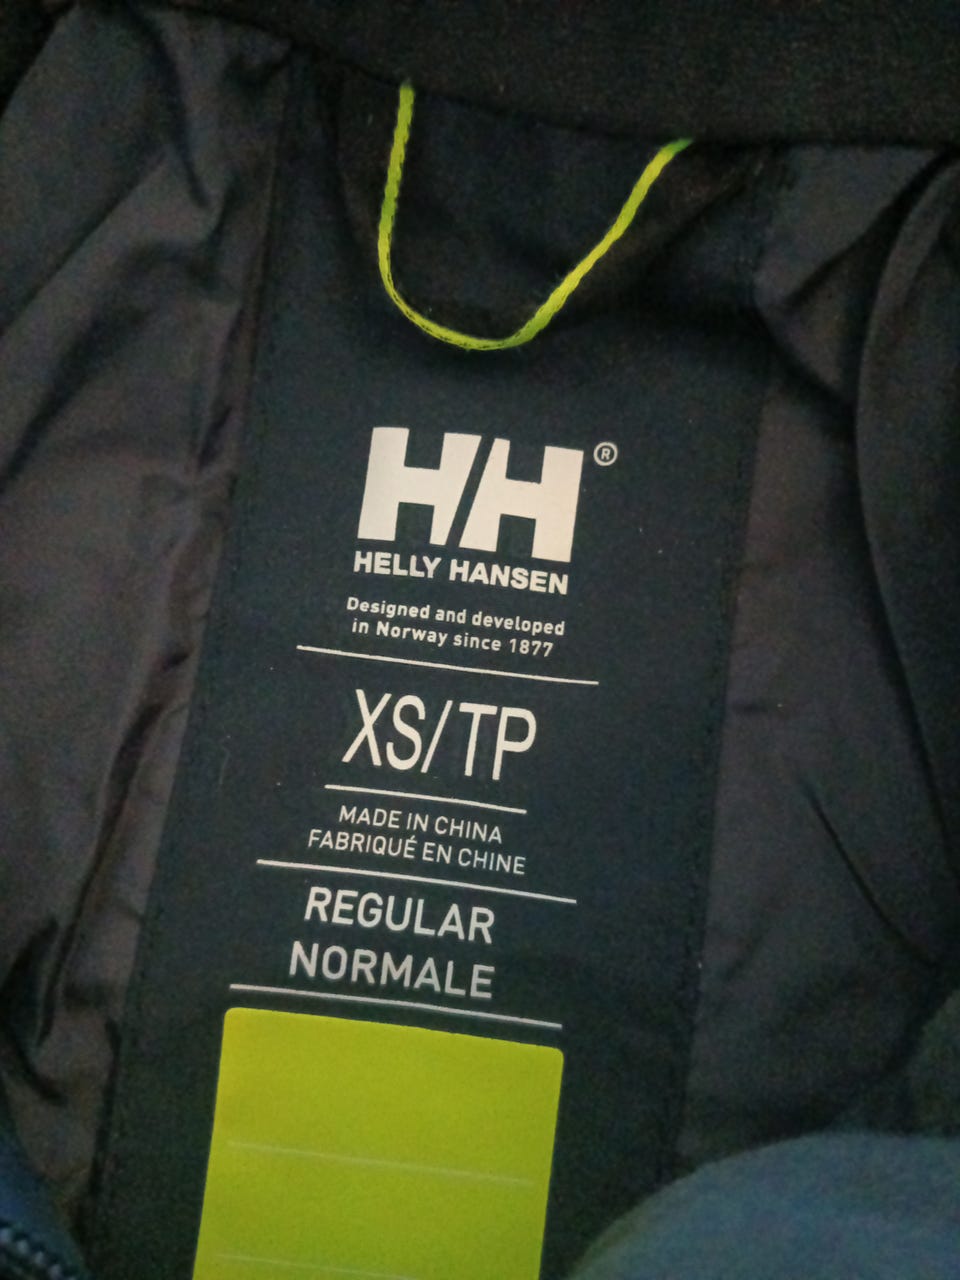 HH®
HELLY HANSEN
Designed and developed
in Norway since 1877
XS/TP
MADE IN CHINA
FABRIQUÉ EN CHINE
REGULAR
NORMALE